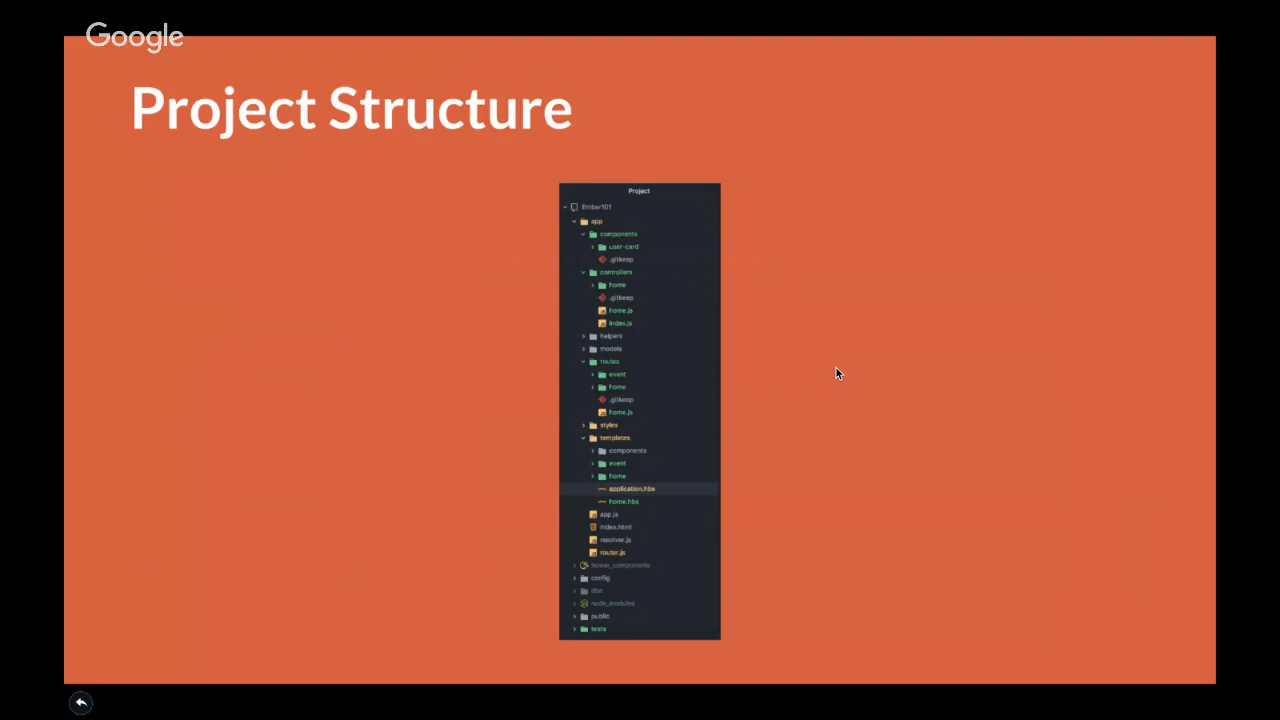 Google
Project Structure
Project
Ember101
app
components
user-card
.gitkeep
controllers
home
.gitkeep
home.js
index.js
helpers
models
routes
event
home
.gitkeep
home.js
styles
templates
components
event
home
application.hbs
home.hbs
app.js
index.html
resolver.js
router.js
bower_components
config
dist
node_modules
public
tests